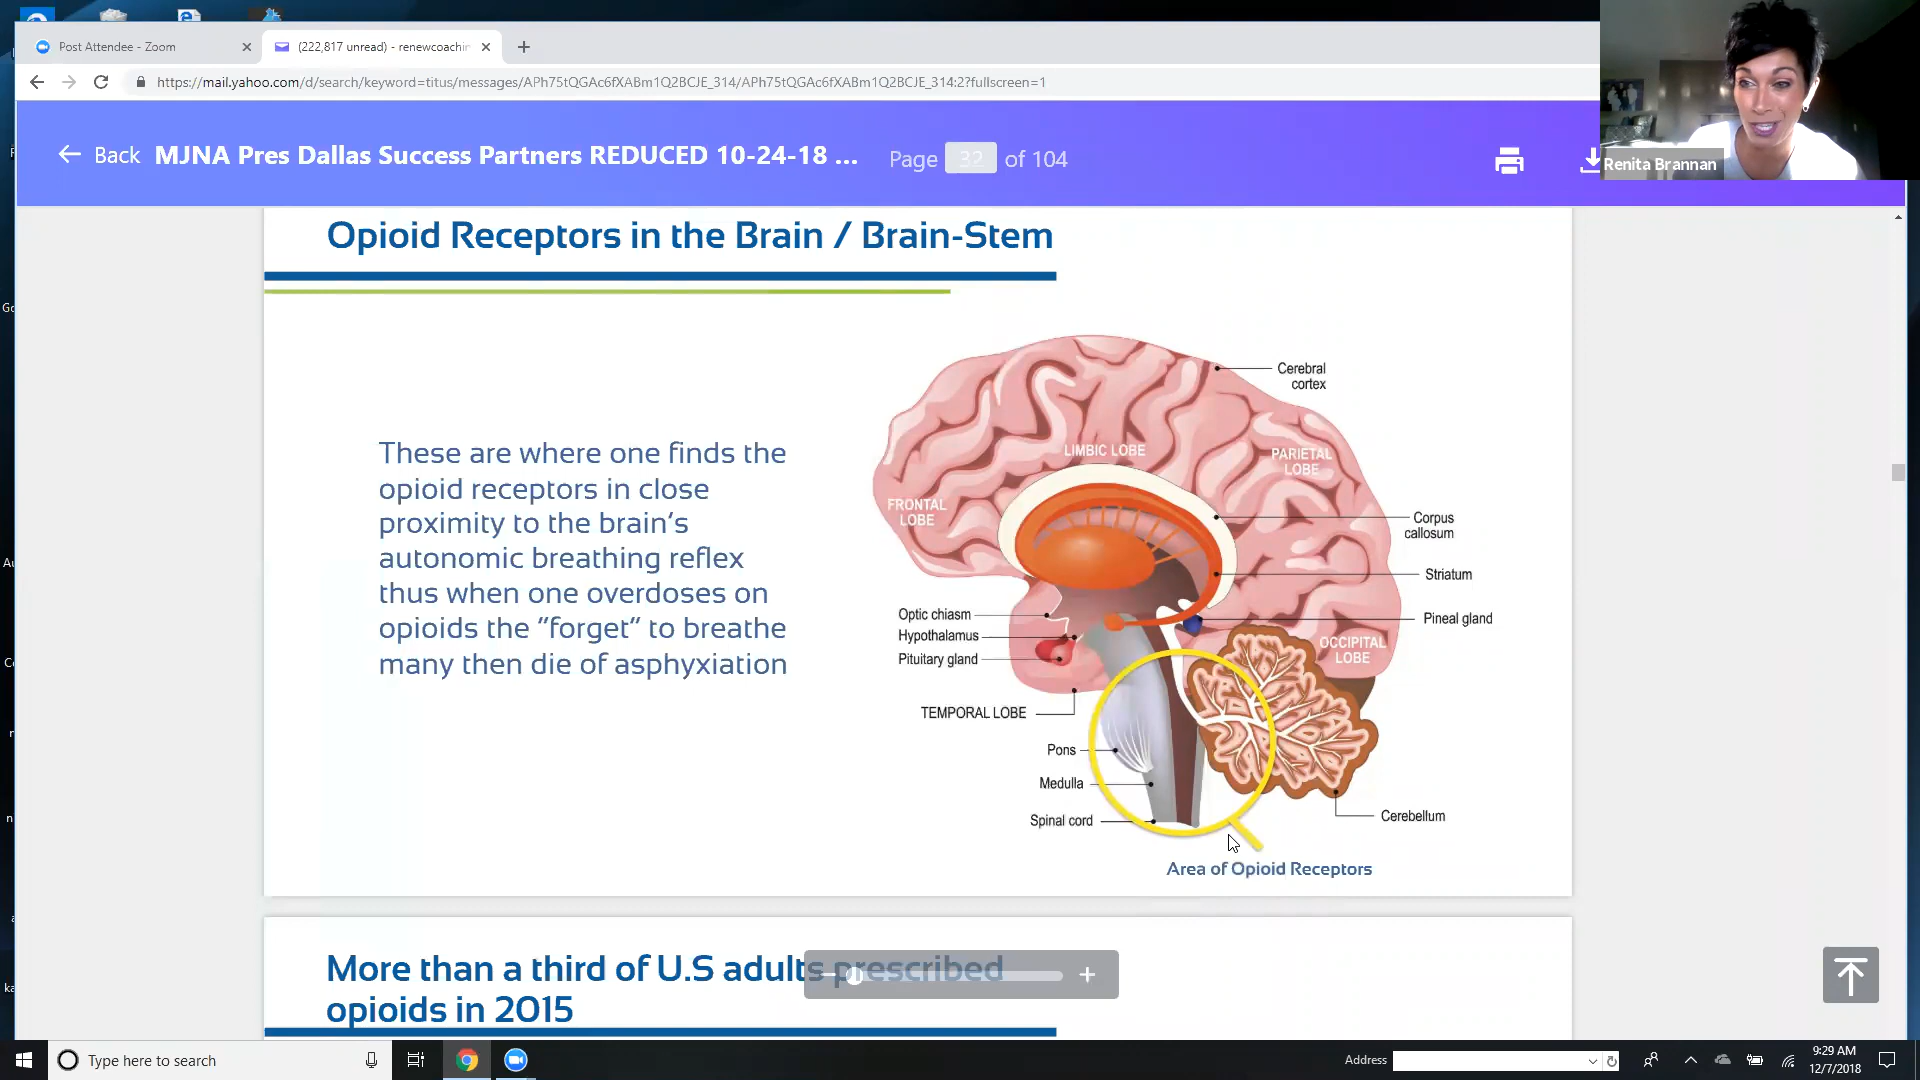 Post Attendee - Zoom
(222,817 unread) - renewcoachin
https://mail.yahoo.com/d/search/keyword=titus/messages/APh75tQGAc6fXABm1Q2BCJE_314/APh75tQGAc6fXABm1Q2BCJE_314:2?fullscreen=1
Back MJNA Pres Dallas Success Partners REDUCED 10-24-18 ... Page 32 of 104
Renita Brannan
Opioid Receptors in the Brain / Brain-Stem
These are where one finds the
opioid receptors in close
proximity to the brain's
autonomic breathing reflex
thus when one overdoses on
opioids the "forget" to breathe
many then die of asphyxiation
Cerebral
cortex
LIMBIC LOBE
PARIETAL
LOBE
FRONTAL
LOBE
Corpus
callosum
Striatum
Optic chiasm
Pineal gland
Hypothalamus
OCCIPITAL
LOBE
Pituitary gland
TEMPORAL LOBE
Pons
Medulla
Spinal cord
Cerebellum
Area of Opioid Receptors
More than a third of U.S adults prescribed
opioids in 2015
Type here to search
Address
9:29 AM
12/7/2018